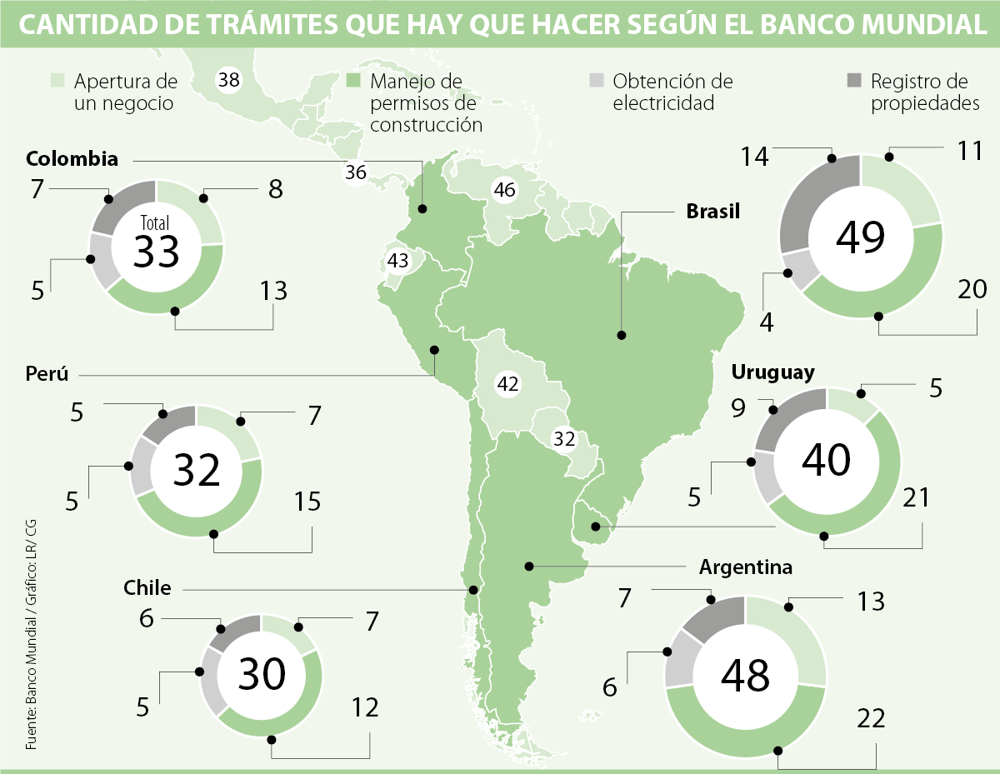 CANTIDAD DE TRÁMITES QUE HAY QUE HACER SEGÚN EL BANCO MUNDIAL
Apertura de
un negocio
Manejo de
permisos de
construcción
Obtención de
electricidad
Registro de
propiedades
38
36
46
43
42
32
Colombia
7
8
Total
33
5
13
Brasil
14
11
49
4
20
Perú
5
7
32
5
15
Uruguay
9
5
40
5
21
Chile
6
7
30
5
12
Argentina
7
13
48
6
22
Fuente: Banco Mundial / Gráfico: LR/ CG